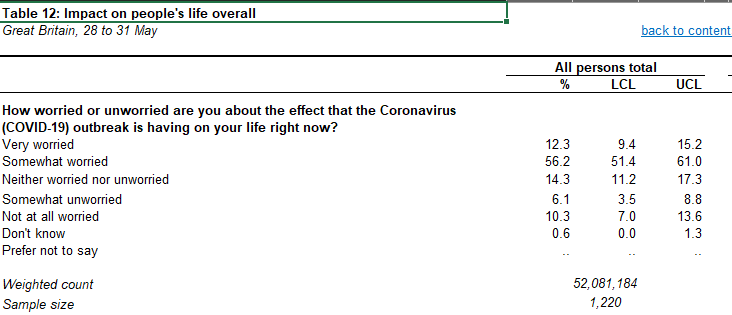 Table 12: Impact on people's life overall
Great Britain, 28 to 31 May back to content
All persons total
% LCL UCL
How worried or unworried are you about the effect that the Coronavirus
(COVID-19) outbreak is having on your life right now?
Very worried 12.3 9.4 15.2
Somewhat worried 56.2 51.4 61.0
Neither worried nor unworried 14.3 11.2 17.3
Somewhat unworried 6.1 3.5 8.8
Not at all worried 10.3 7.0 13.6
Don't know 0.6 0.0 1.3
Prefer not to say .. .. ..
Weighted count 52,081,184
Sample size 1,220